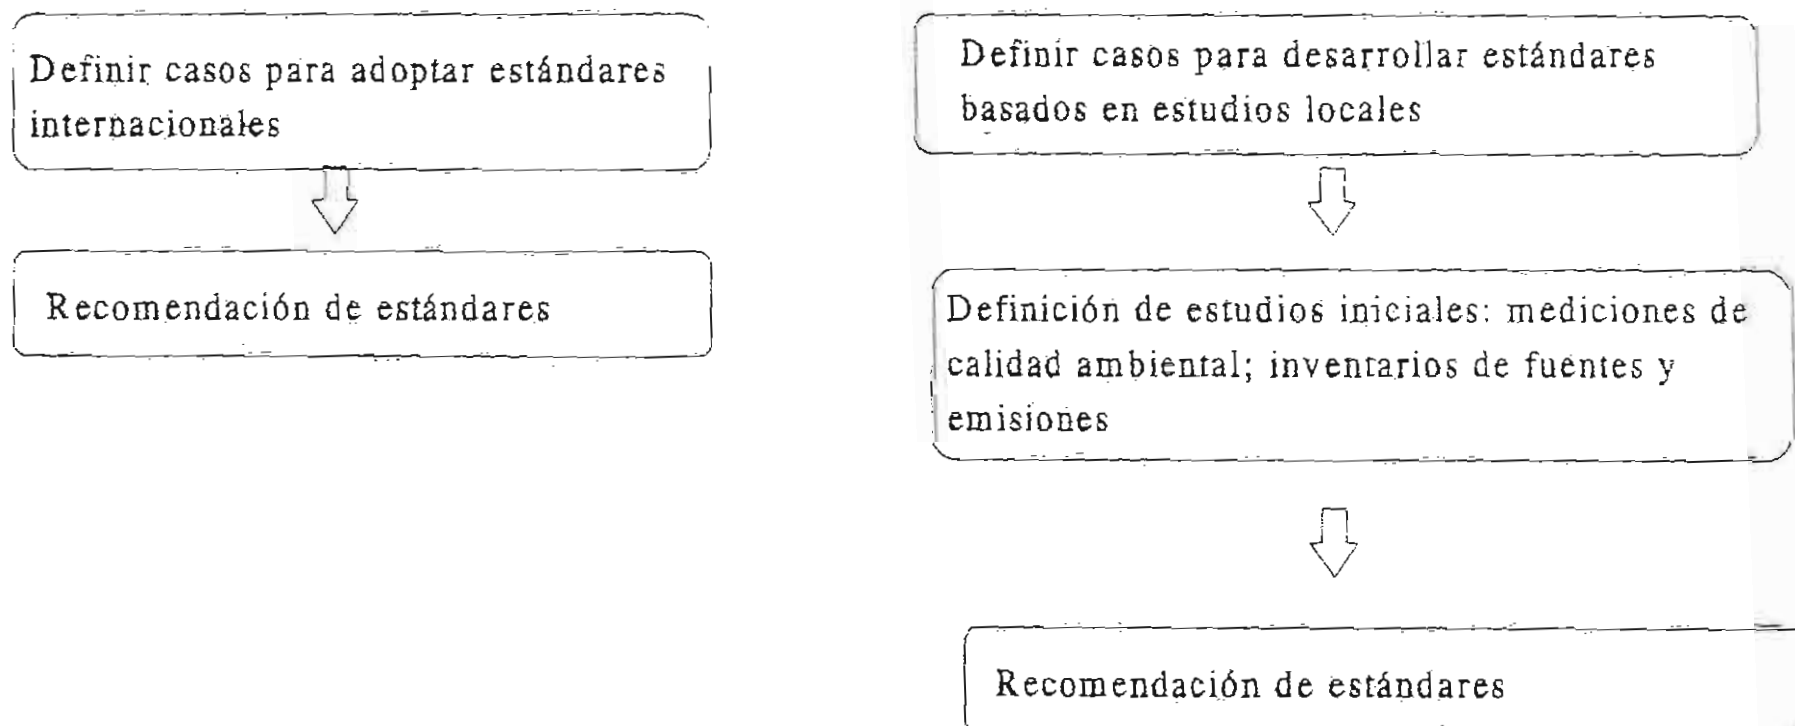 Definir casos para adoptar estándares
internacionales
Recomendación de estándares
Definir casos para desarrollar estándares
basados en estudios locales
Definición de estudios iniciales: mediciones de
calidad ambiental; inventarios de fuentes y
emisiones
Recomendación de estándares